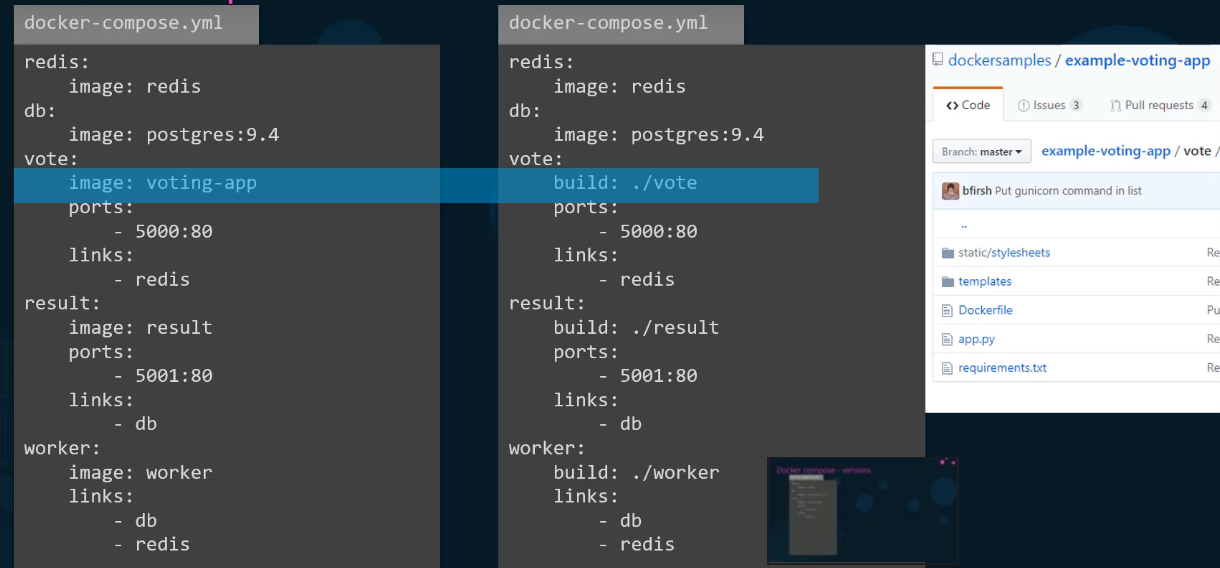 docker-compose.yml
redis:
    image: redis
db:
    image: postgres:9.4
vote:
    image: voting-app
    ports:
        - 5000:80
    links:
        - redis
result:
    image: result
    ports:
        - 5001:80
    links:
        - db
worker:
    image: worker
    links:
        - db
        - redis
docker-compose.yml
redis:
    image: redis
db:
    image: postgres:9.4
vote:
    build: ./vote
    ports:
        - 5000:80
    links:
        - redis
result:
    build: ./result
    ports:
        - 5001:80
    links:
        - db
worker:
    build: ./worker
    links:
        - db
        - redis
dockersamples / example-voting-app
Code Issues 3 Pull requests 4
Branch: master example-voting-app / vote /
bfirsh Put gunicorn command in list
..
static/stylesheets Re
templates Re
Dockerfile Pu
app.py Re
requirements.txt Re
Docker compose - versions